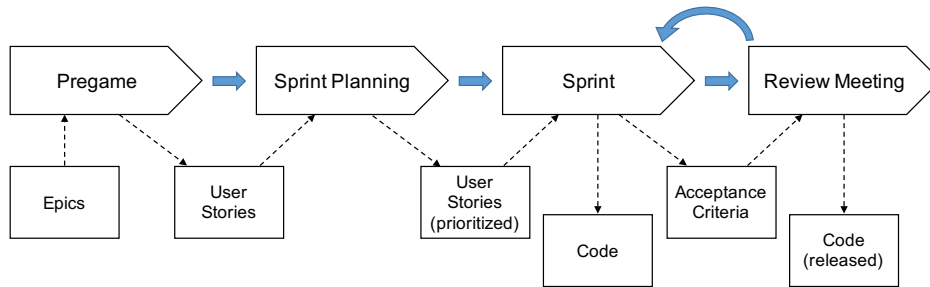 Pregame
Sprint Planning
Sprint
Review Meeting
Epics
User
Stories
User
Stories
(prioritized)
Code
Acceptance
Criteria
Code
(released)